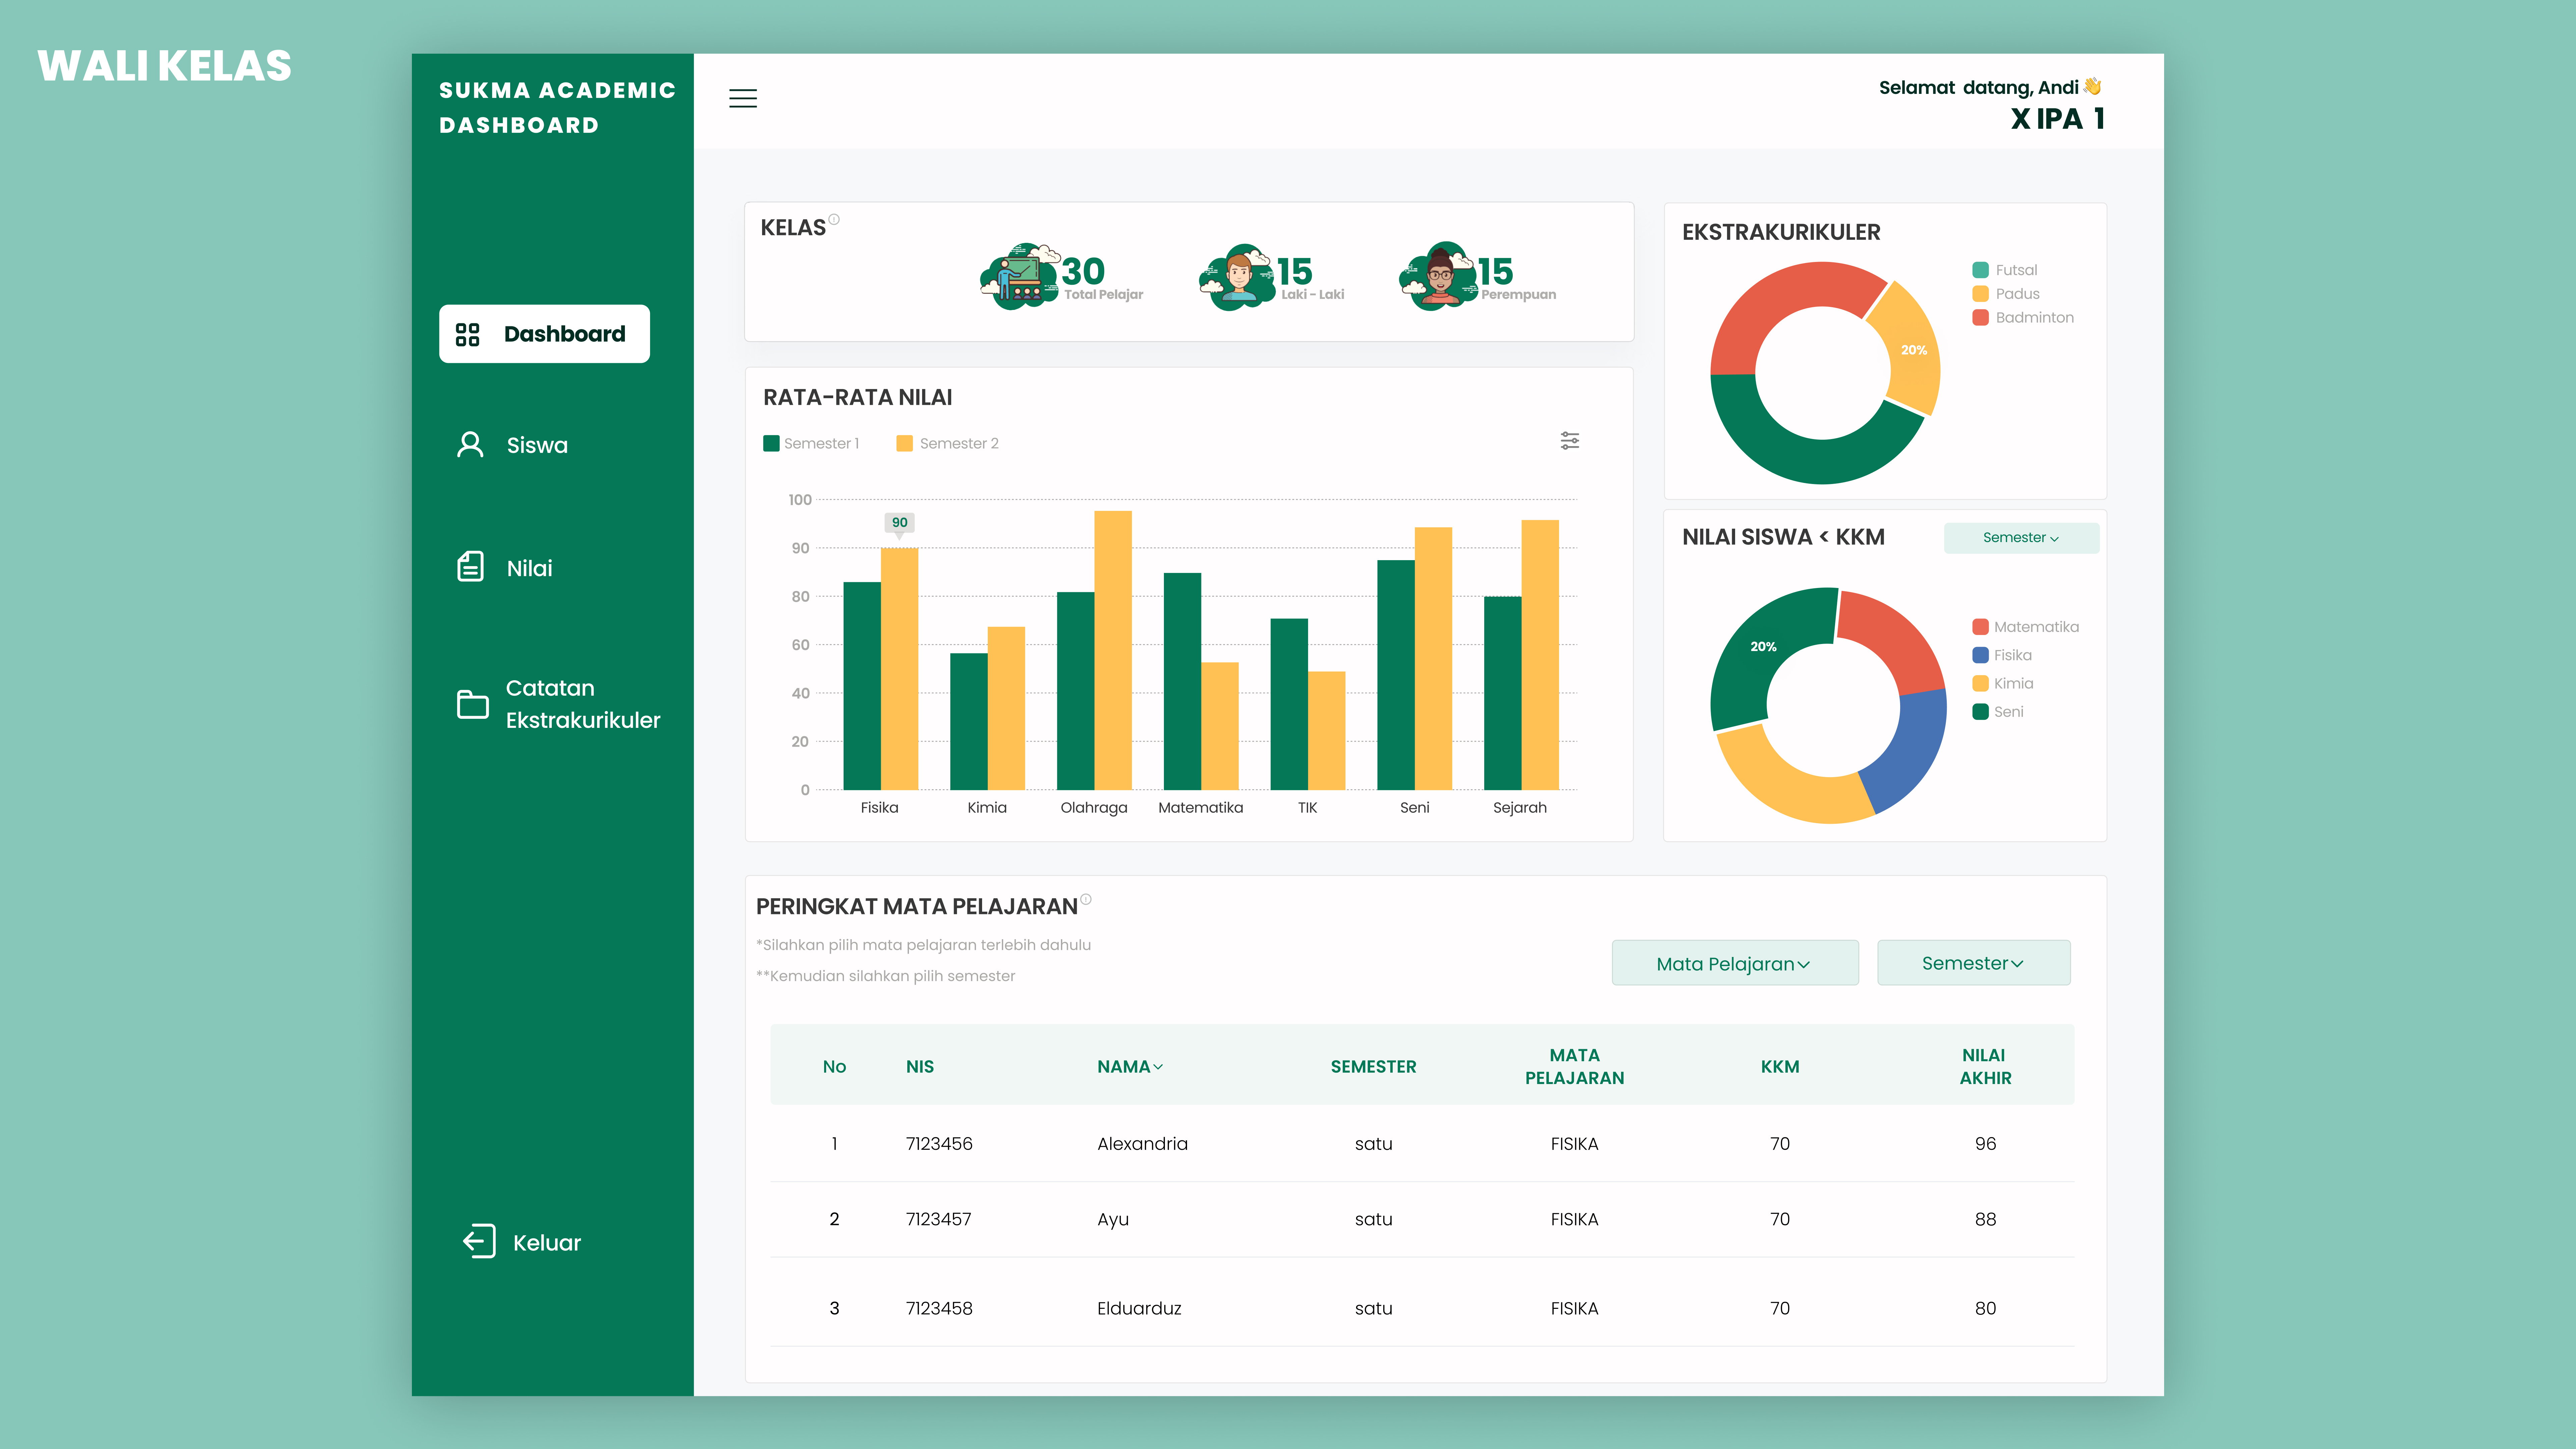 WALI KELAS
SUKMA ACADEMIC
DASHBOARD
Dashboard
Siswa
Nilai
Catatan
Ekstrakurikuler
Keluar
Selamat datang, Andi 👋
X IPA 1
KELAS
30
Total Pelajar
15
Laki - Laki
15
Perempuan
RATA-RATA NILAI
Semester 1
Semester 2
100
90
80
60
40
20
0
90
Fisika
Kimia
Olahraga
Matematika
TIK
Seni
Sejarah
EKSTRAKURIKULER
Futsal
Padus
Badminton
20%
NILAI SISWA < KKM
Semester
20%
Matematika
Fisika
Kimia
Seni
PERINGKAT MATA PELAJARAN
*Silahkan pilih mata pelajaran terlebih dahulu
**Kemudian silahkan pilih semester
Mata Pelajaran
Semester
No NIS NAMA SEMESTER MATA PELAJARAN KKM NILAI AKHIR
1 7123456 Alexandria satu FISIKA 70 96
2 7123457 Ayu satu FISIKA 70 88
3 7123458 Elduarduz satu FISIKA 70 80